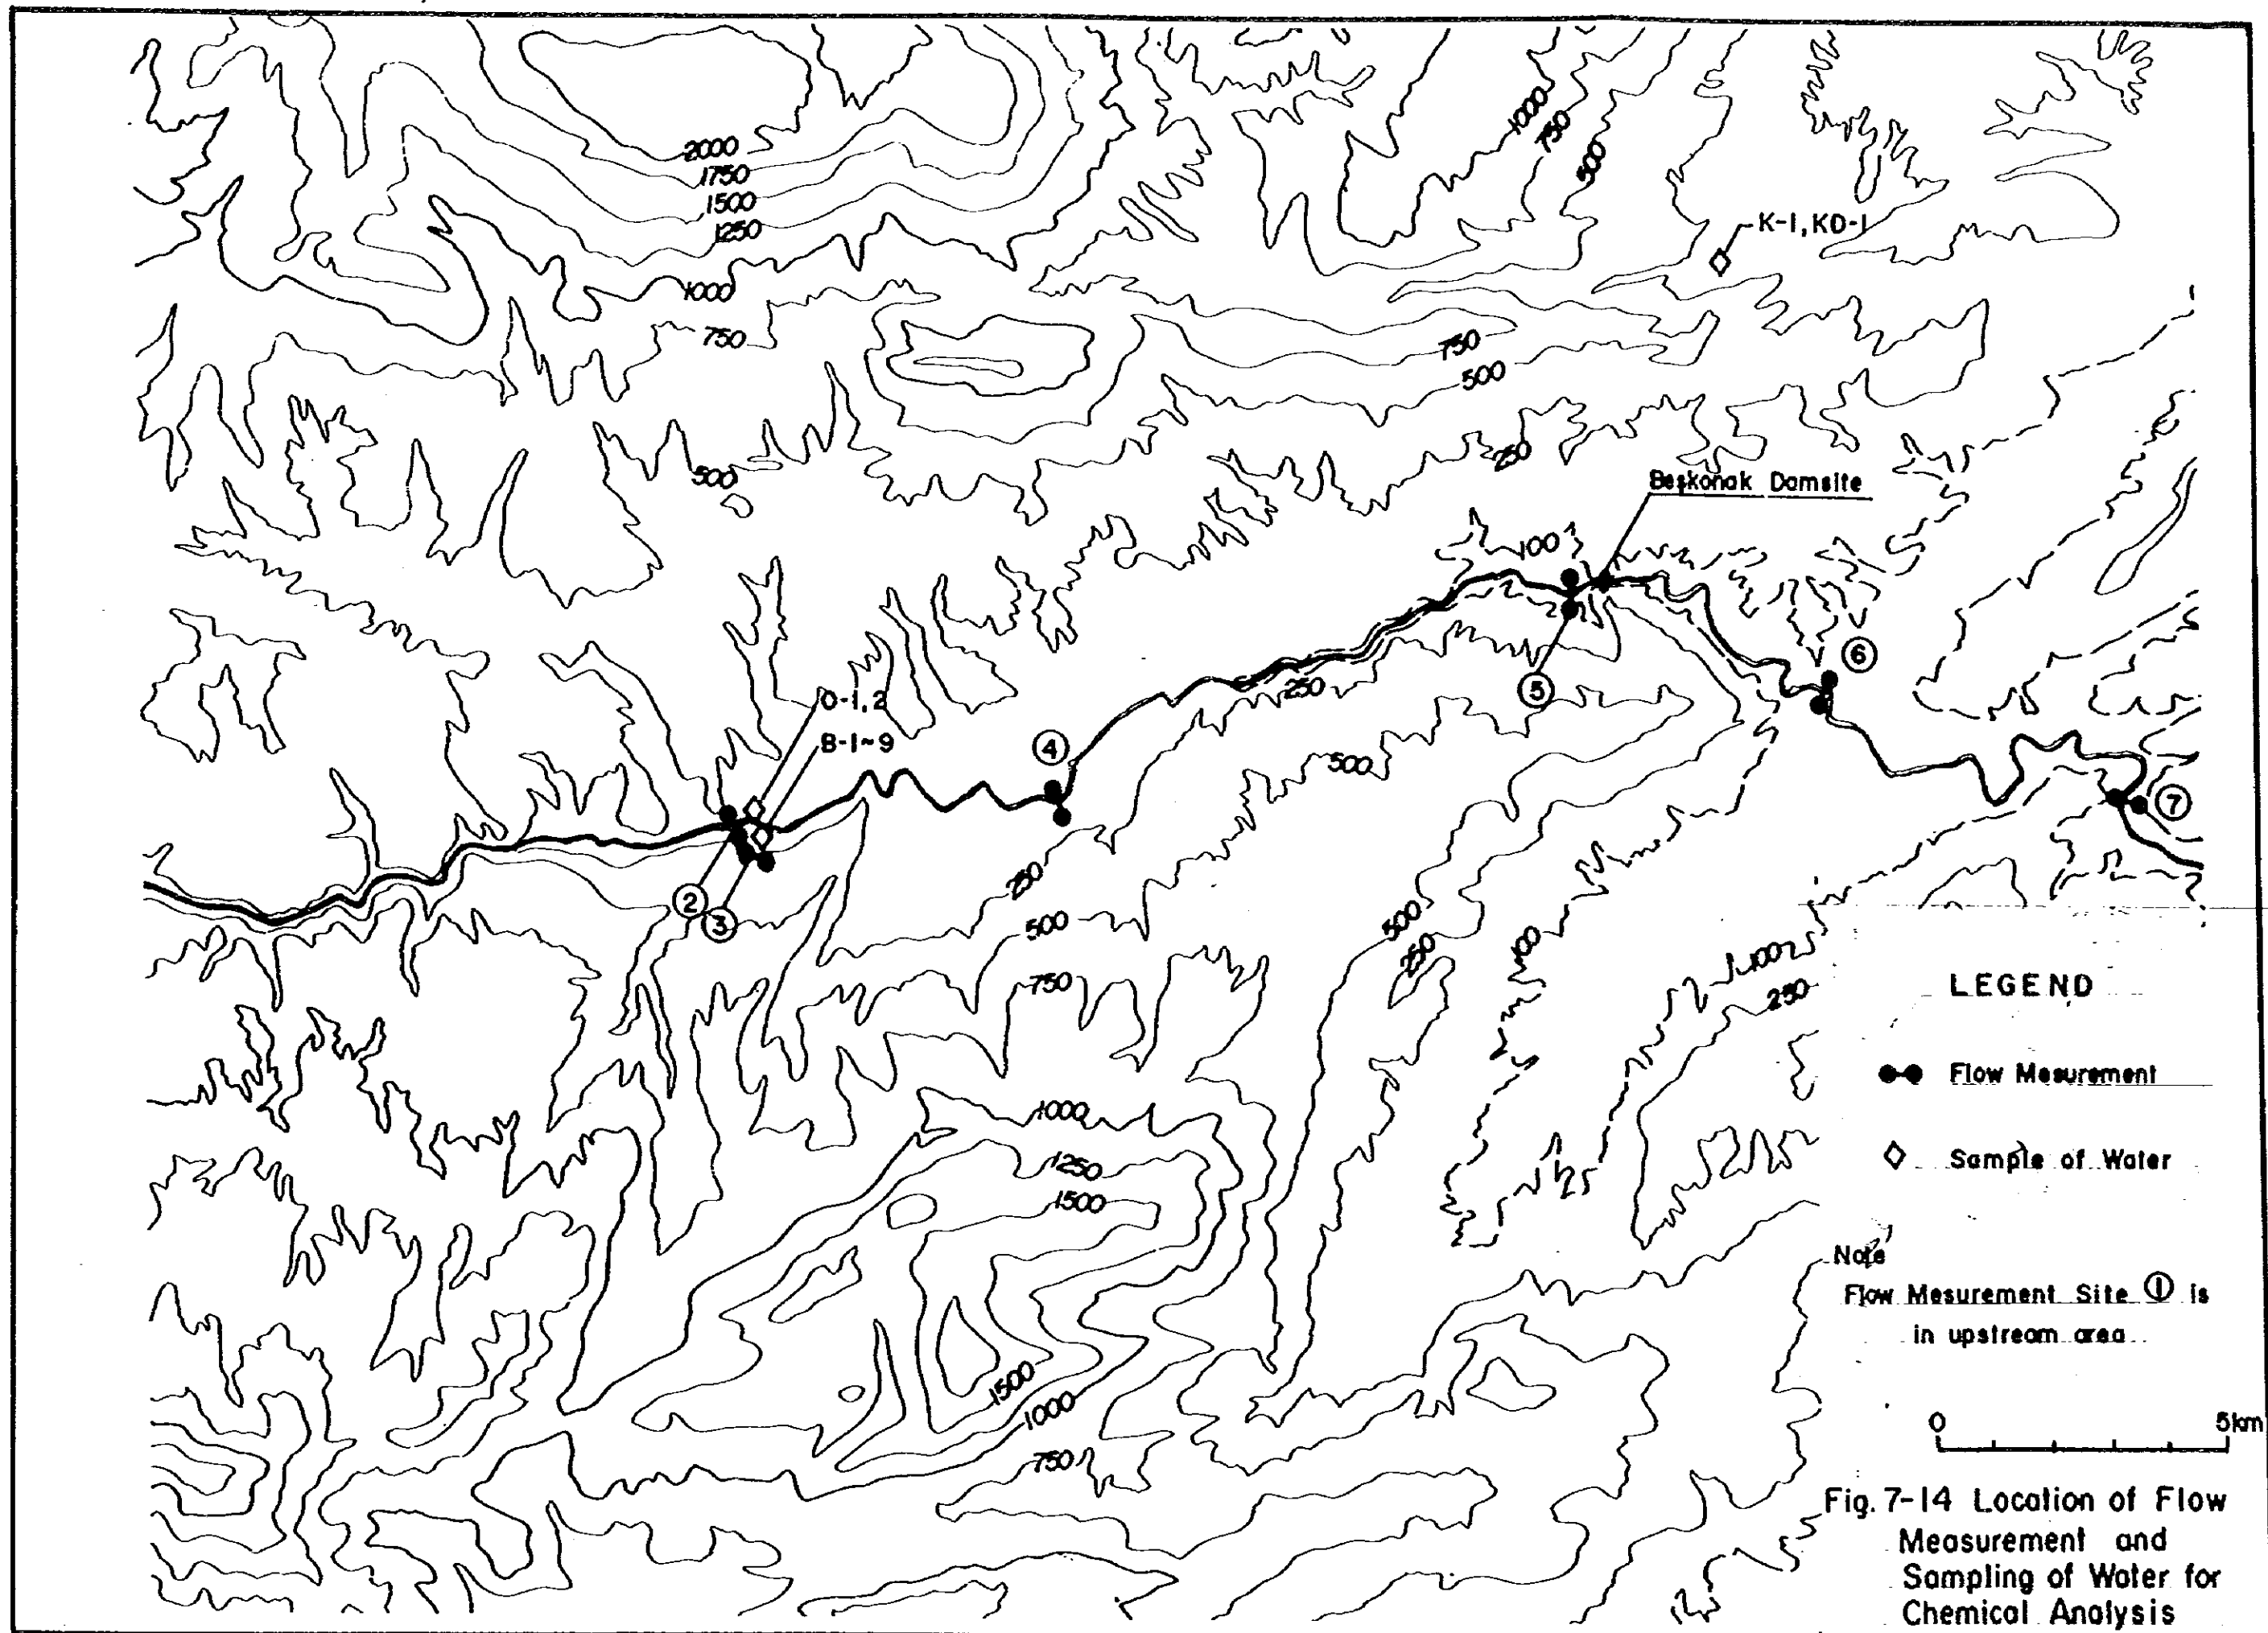 2000
1750
1500
1250
1000
750
500
1000
750
500
K-1, KO-1
750
500
250
Beşkonak Damsite
100
⑥
⑤
250
O-1,2
B-1~9
④
500
⑦
②
③
250
500
750
500
250
100
100
250
1000
1250
1500
1500
1000
750
LEGEND
Flow Mesurement
Sample of Water
Note
Flow Mesurement Site ① is
in upstream area
0 5km
Fig. 7-14 Location of Flow
Measurement and
Sampling of Water for
Chemical Analysis